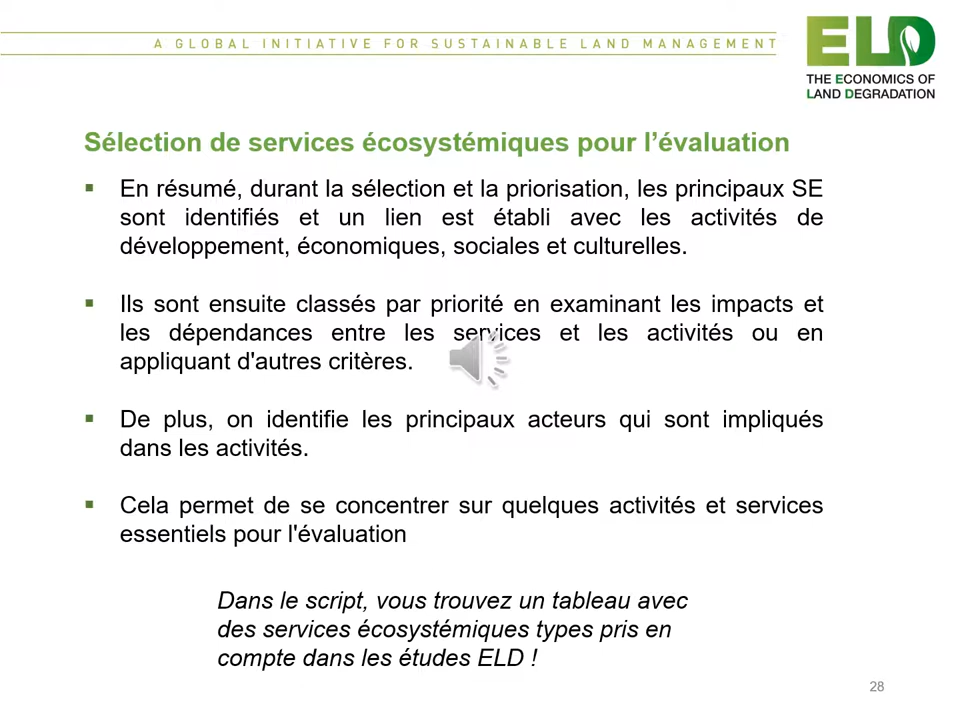 A GLOBAL INITIATIVE FOR SUSTAINABLE LAND MANAGEMENT
ELD
THE ECONOMICS OF
LAND DEGRADATION
Sélection de services écosystémiques pour l’évaluation
▪ En résumé, durant la sélection et la priorisation, les principaux SE
sont identifiés et un lien est établi avec les activités de
développement, économiques, sociales et culturelles.
▪ Ils sont ensuite classés par priorité en examinant les impacts et
les dépendances entre les services et les activités ou en
appliquant d'autres critères.
▪ De plus, on identifie les principaux acteurs qui sont impliqués
dans les activités.
▪ Cela permet de se concentrer sur quelques activités et services
essentiels pour l'évaluation
Dans le script, vous trouvez un tableau avec
des services écosystémiques types pris en
compte dans les études ELD !
28